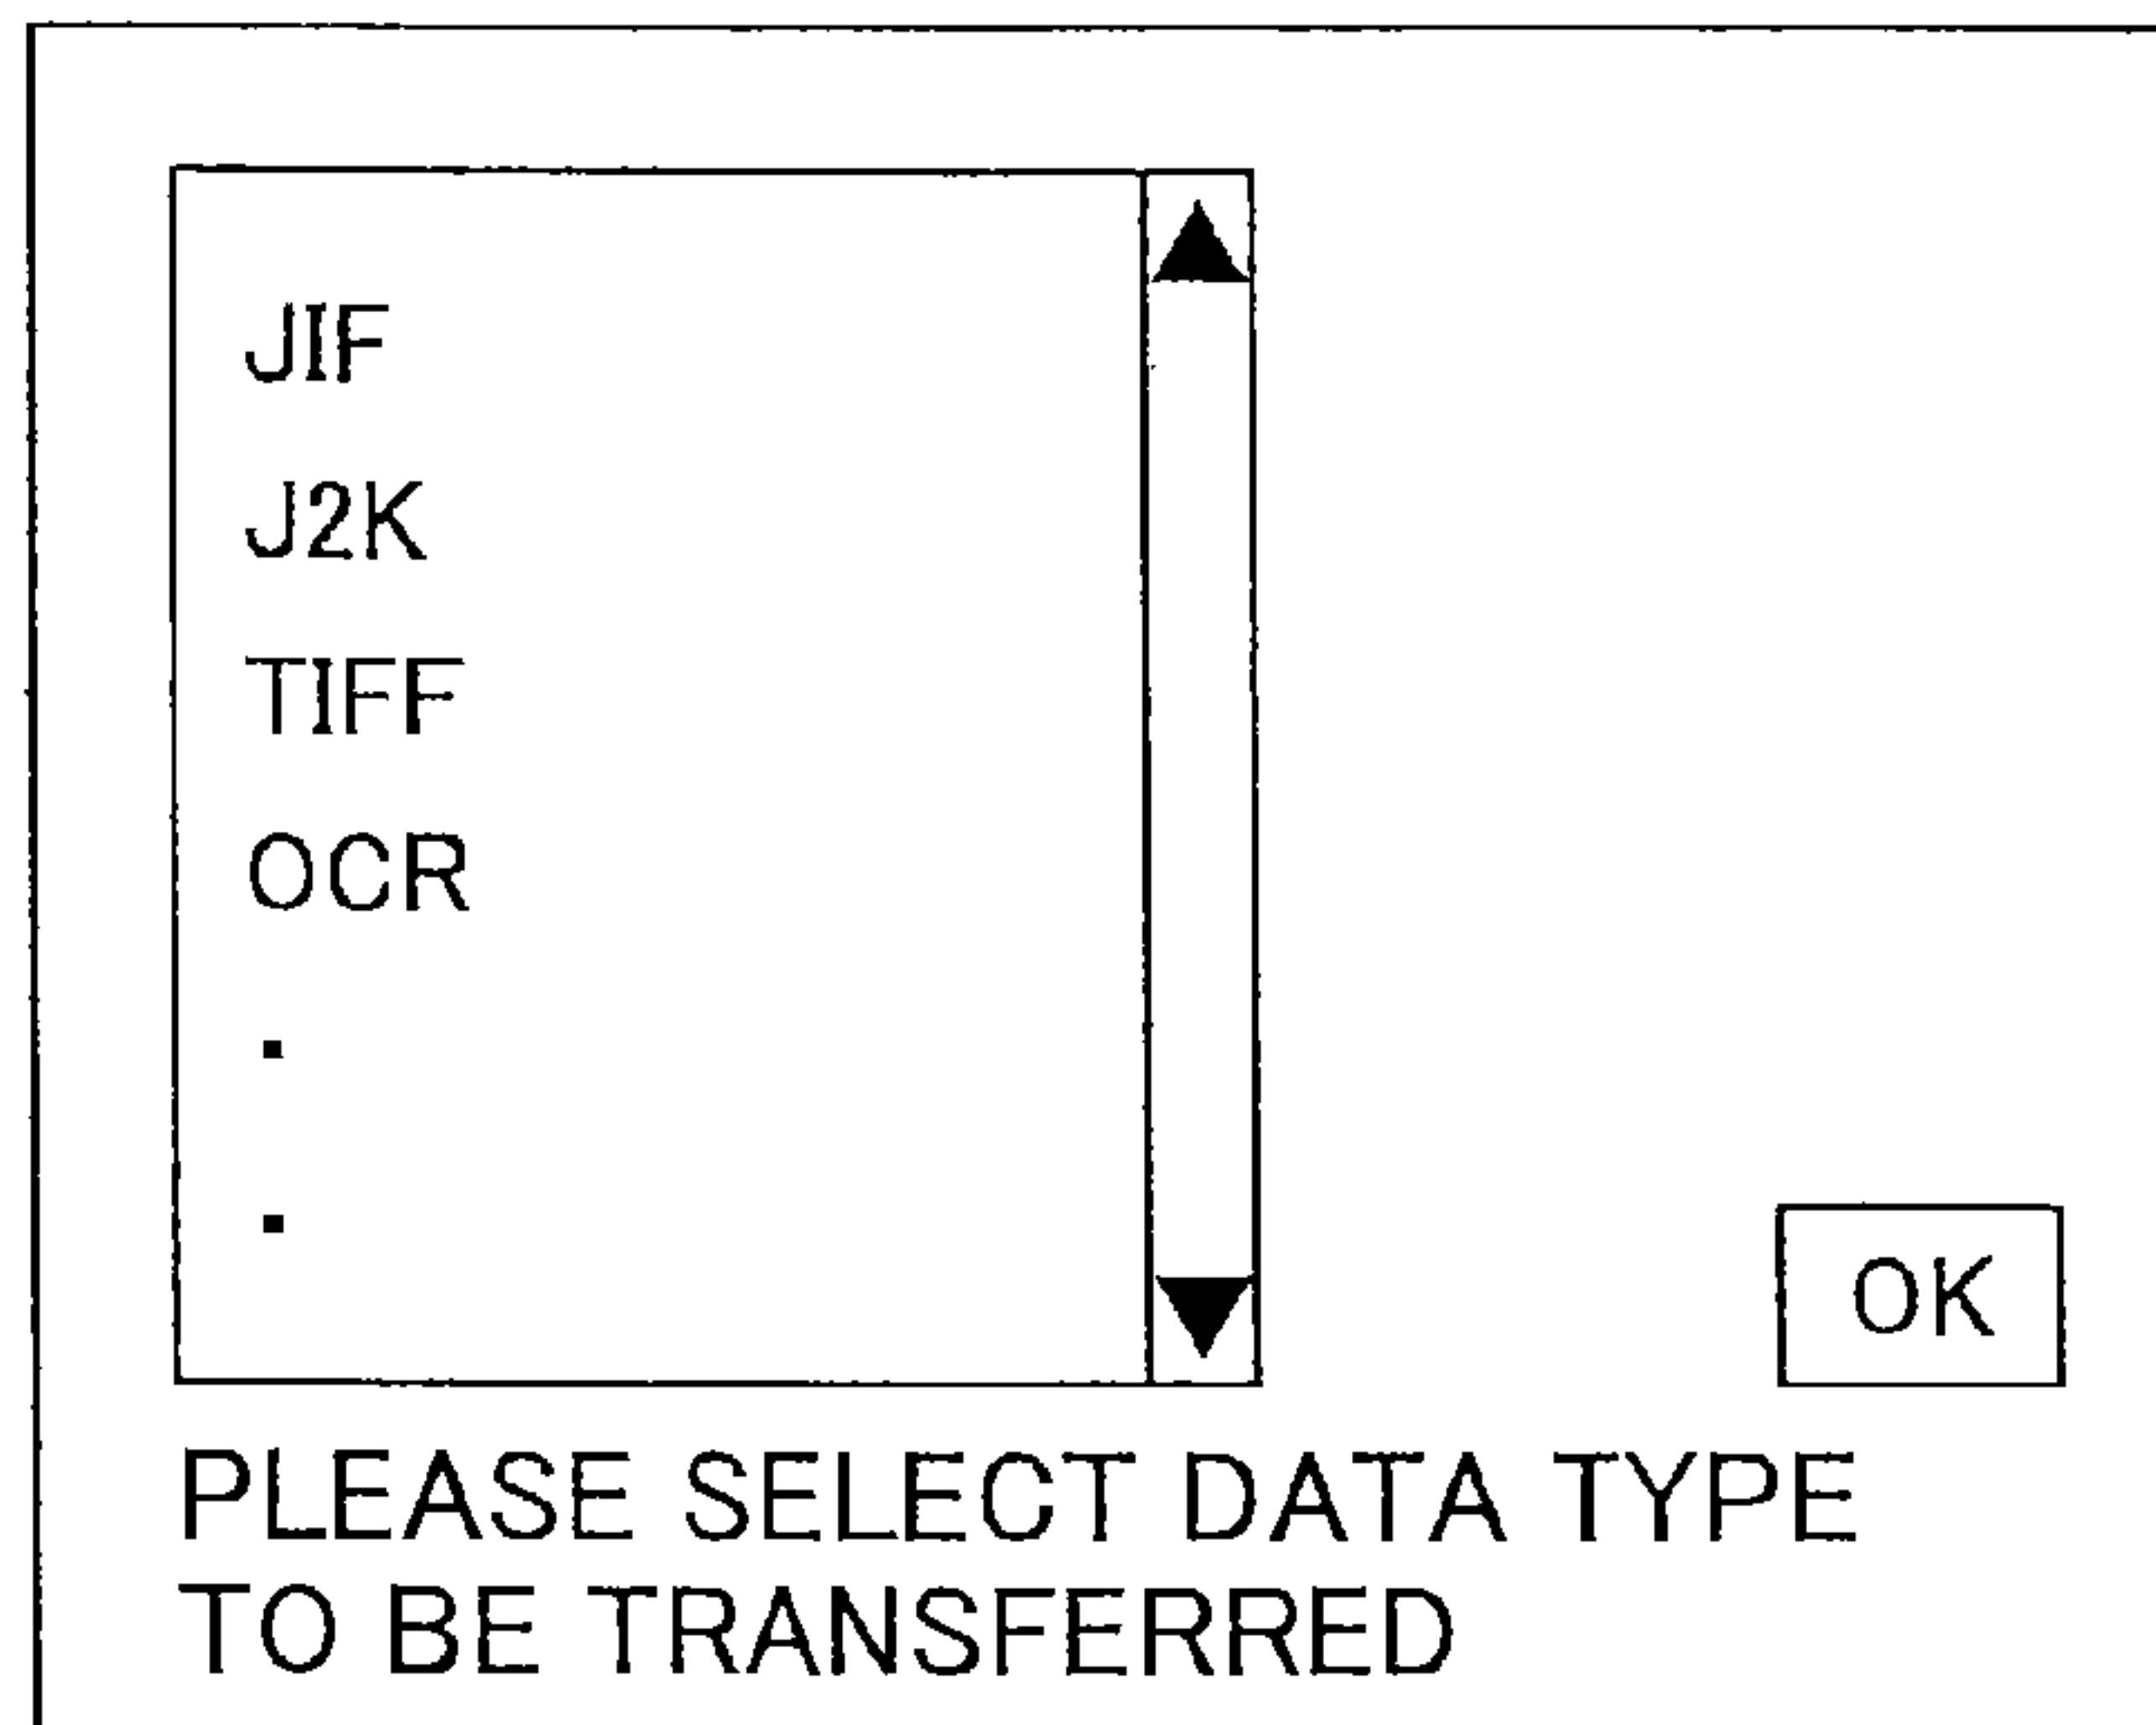 JIF
J2K
TIFF
OCR
.
.
OK
PLEASE SELECT DATA TYPE
TO BE TRANSFERRED